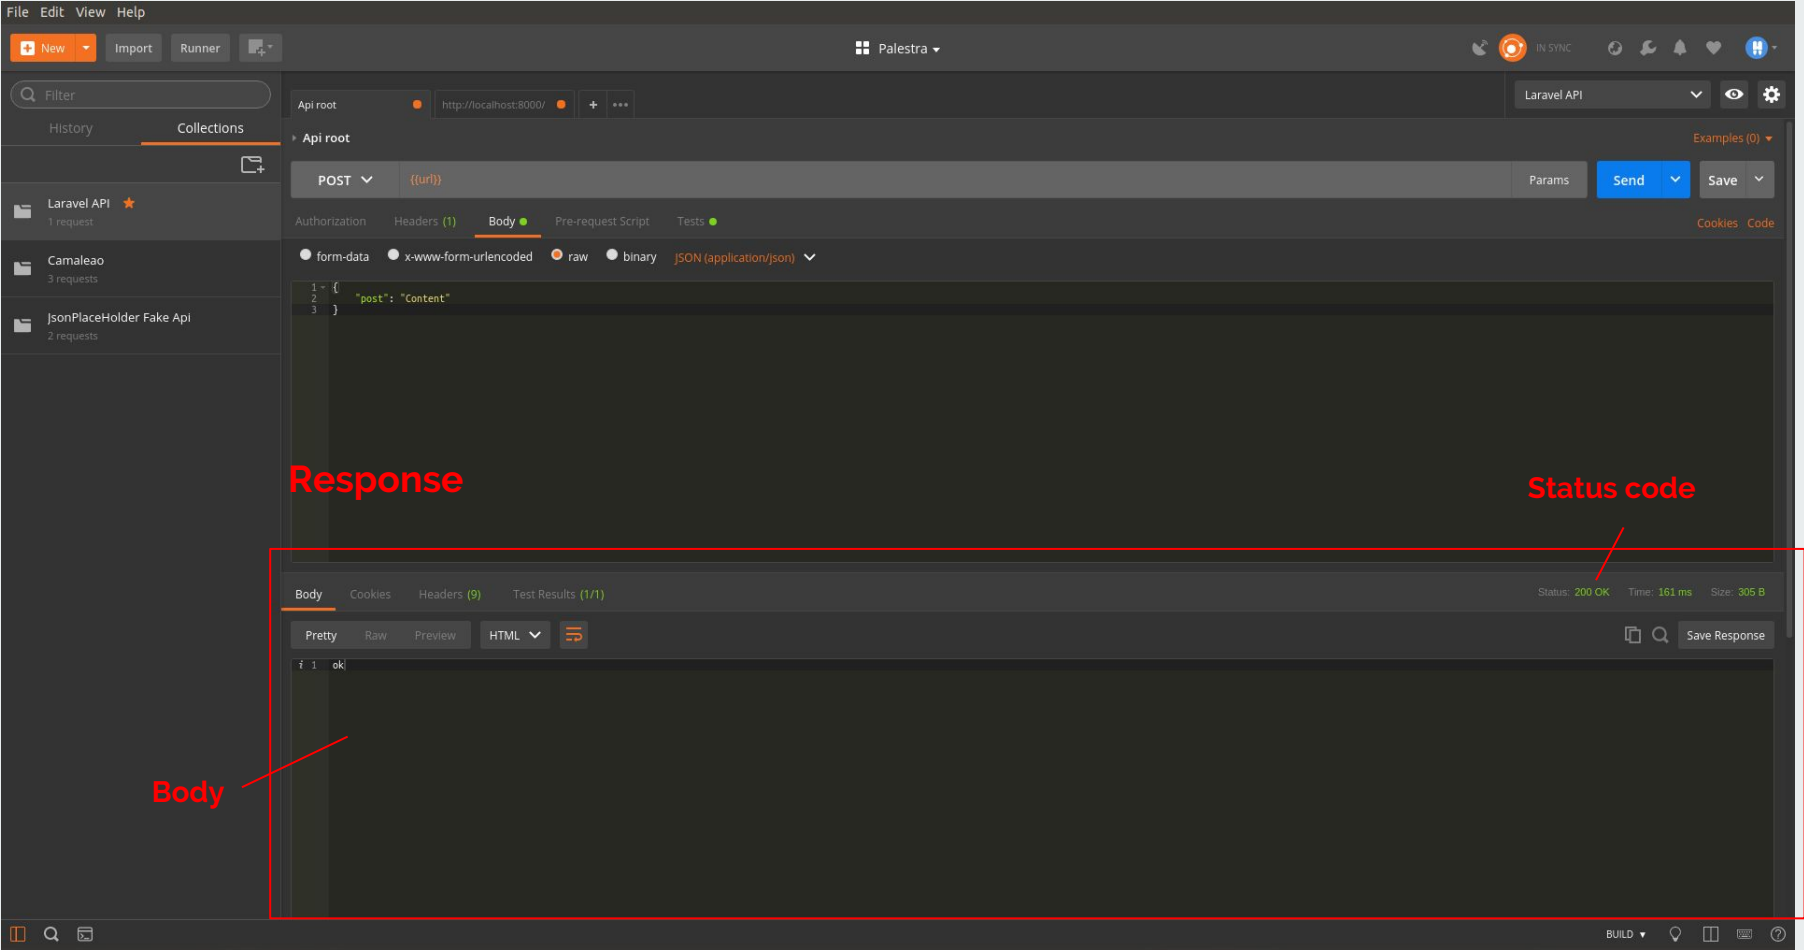 File Edit View Help
New Import Runner Palestra IN SYNC
Filter
Api root http://localhost:8000/ + Laravel API
History Collections
Api root Examples (0)
POST {{url}} Params Send Save
Laravel API
1 request
Authorization Headers (1) Body Pre-request Script Tests Cookies Code
Camaleao
3 requests
form-data x-www-form-urlencoded raw binary JSON (application/json)
1 {
2 "post": "Content"
3 }
JsonPlaceHolder Fake Api
2 requests
Response
Status code
Body Cookies Headers (9) Test Results (1/1) Status: 200 OK Time: 161 ms Size: 305 B
Pretty Raw Preview HTML Save Response
i 1 ok
Body
BUILD